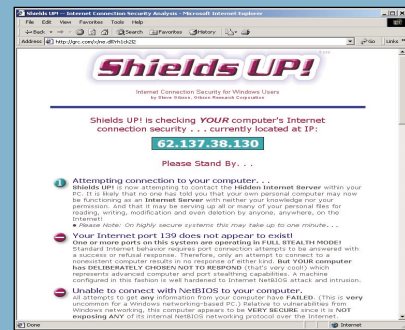 Shields UP! -- Internet Connection Security Analysis - Microsoft Internet Explorer
File Edit View Favorites Tools Help
Back Search Favorites History
Address http://grc.com/x/ne.dll?rh1ck2l2 Go Links
Shields UP!
Internet Connection Security for Windows Users
by Steve Gibson, Gibson Research Corporation
Shields UP! is checking YOUR computer's Internet
connection security . . . currently located at IP:
62.137.38.130
Please Stand By. . .
1 Attempting connection to your computer. . .
Shields UP! is now attempting to contact the Hidden Internet Server within your
PC. It is likely that no one has told you that your own personal computer may now
be functioning as an Internet Server with neither your knowledge nor your
permission. And that it may be serving up all or many of your personal files for
reading, writing, modification and even deletion by anyone, anywhere, on the
Internet!
• Please Note: On highly secure systems this may take up to one minute. . .
Your Internet port 139 does not appear to exist!
One or more ports on this system are operating in FULL STEALTH MODE!
Standard Internet behavior requires port connection attempts to be answered with
a success or refusal response. Therefore, only an attempt to connect to a
nonexistent computer results in no response of either kind. But YOUR computer
has DELIBERATELY CHOSEN NOT TO RESPOND (that's very cool!) which
represents advanced computer and port stealthing capabilities. A machine
configured in this fashion is well hardened to Internet NetBIOS attack and intrusion.
Unable to connect with NetBIOS to your computer.
All attempts to get any information from your computer have FAILED. (This is very
uncommon for a Windows networking-based PC.) Relative to vulnerabilities from
Windows networking, this computer appears to be VERY SECURE since it is NOT
exposing ANY of its internal NetBIOS networking protocol over the Internet.
Done Internet